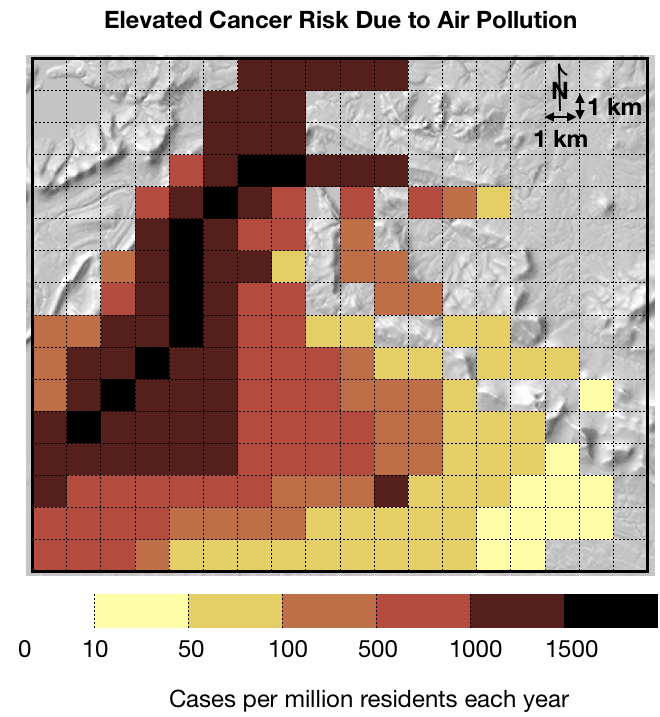 Elevated Cancer Risk Due to Air Pollution
N
1 km
1 km
0 10 50 100 500 1000 1500
Cases per million residents each year